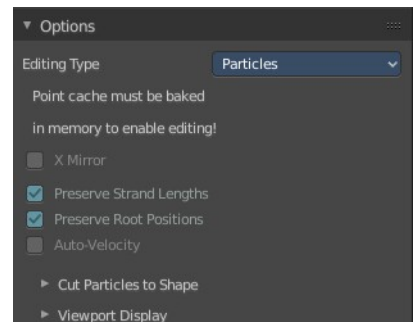 Options
Editing Type Particles
Point cache must be baked
in memory to enable editing!
X Mirror
Preserve Strand Lengths
Preserve Root Positions
Auto-Velocity
Cut Particles to Shape
Viewport Display